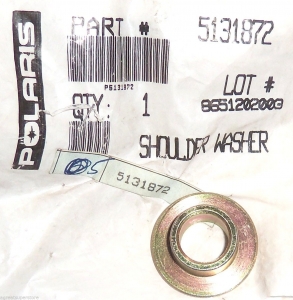 PART # 5131872
P5131872
LOT #
QTY: 1 8651202003
SHOULDER WASHER
POLARIS
5131872